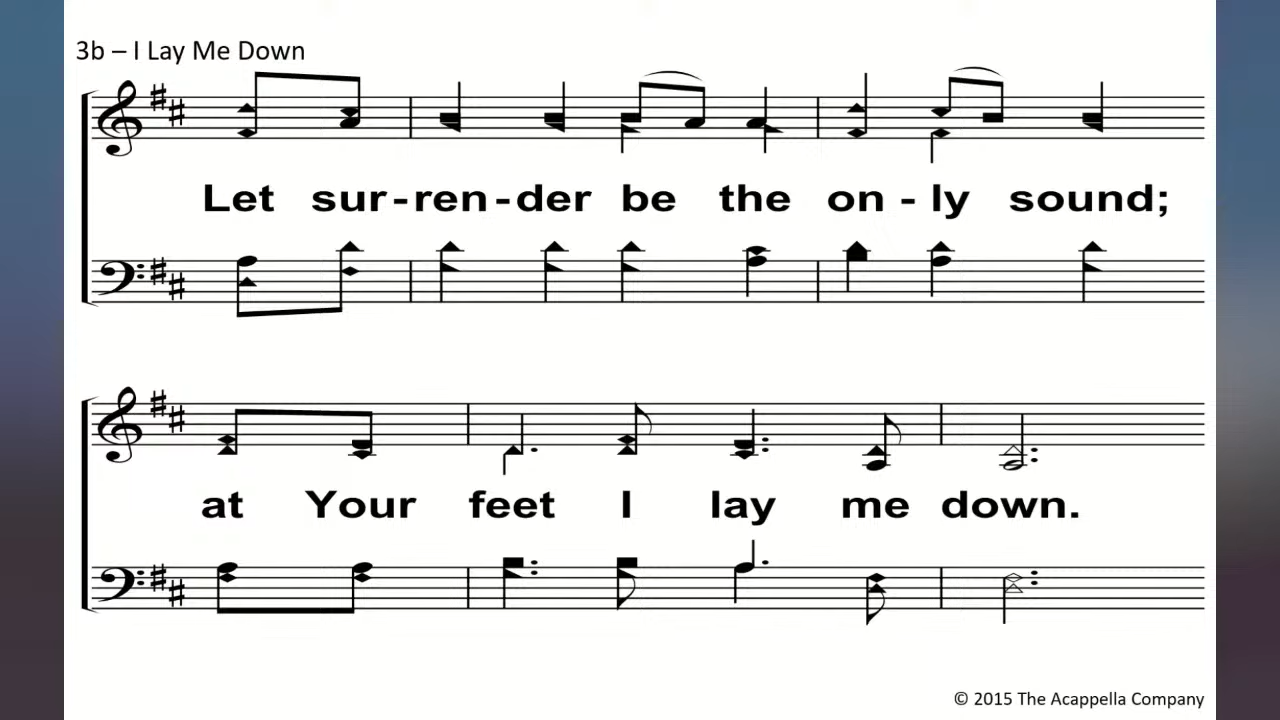 3b – I Lay Me Down
Let sur-ren-der be the on - ly sound;
at Your feet I lay me down.
© 2015 The Acappella Company